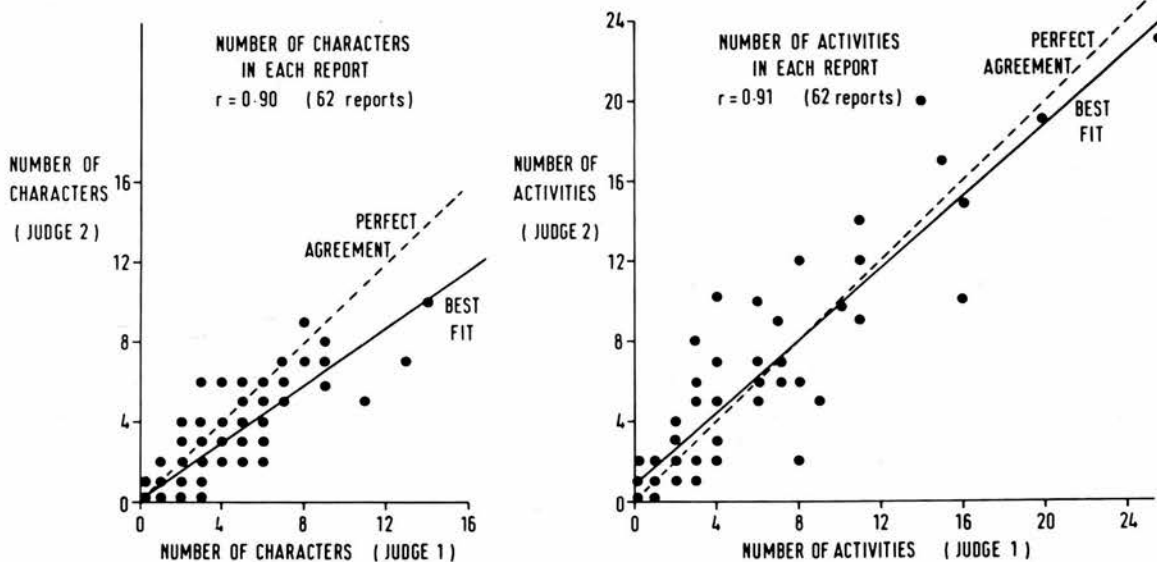 NUMBER OF CHARACTERS
IN EACH REPORT
r = 0·90 (62 reports)
NUMBER OF
CHARACTERS
( JUDGE 2 )
16
12
8
4
0
PERFECT
AGREEMENT
BEST
FIT
0 4 8 12 16
NUMBER OF CHARACTERS ( JUDGE 1 )
24
20
16
12
8
4
0
NUMBER OF ACTIVITIES
IN EACH REPORT
r = 0·91 (62 reports)
NUMBER OF
ACTIVITIES
( JUDGE 2 )
PERFECT
AGREEMENT
BEST
FIT
0 4 8 12 16 20 24
NUMBER OF ACTIVITIES ( JUDGE 1 )